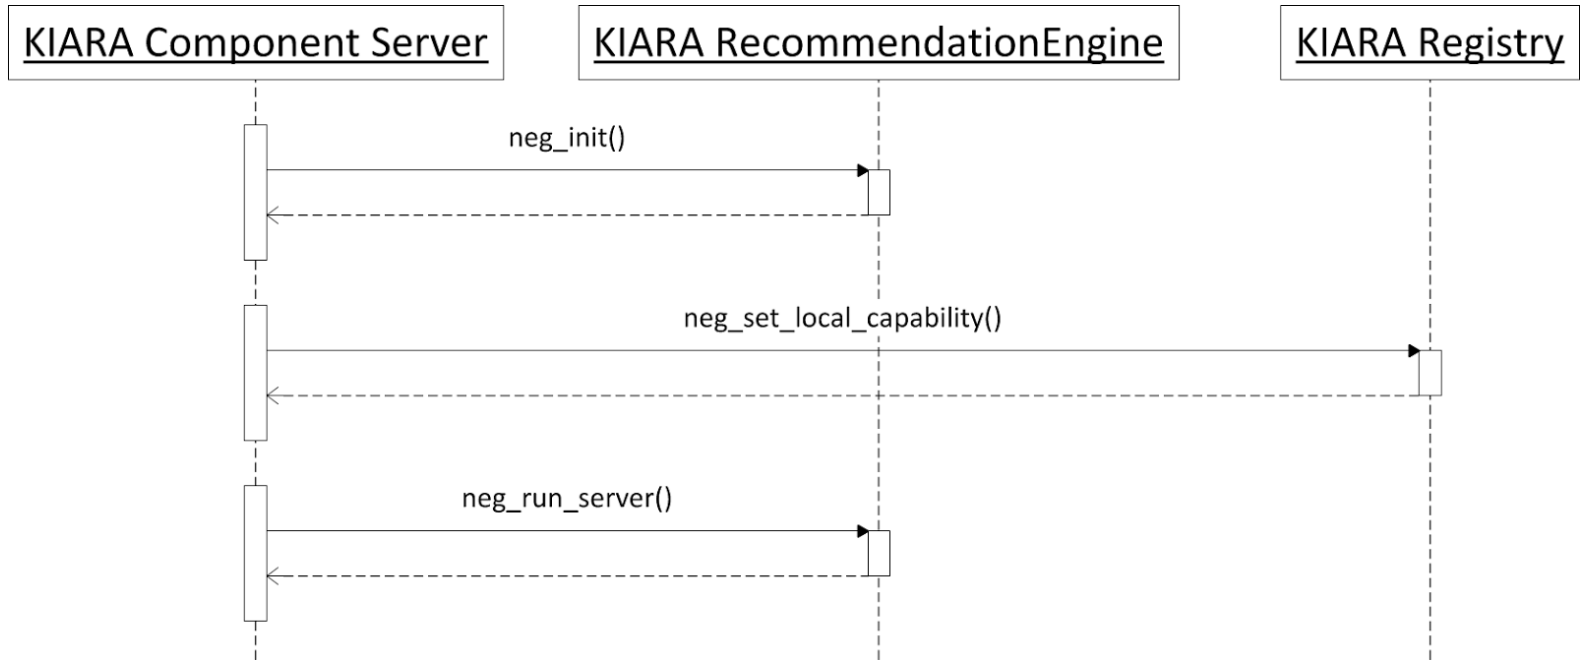 KIARA Component Server
KIARA RecommendationEngine
KIARA Registry
neg_init()
neg_set_local_capability()
neg_run_server()